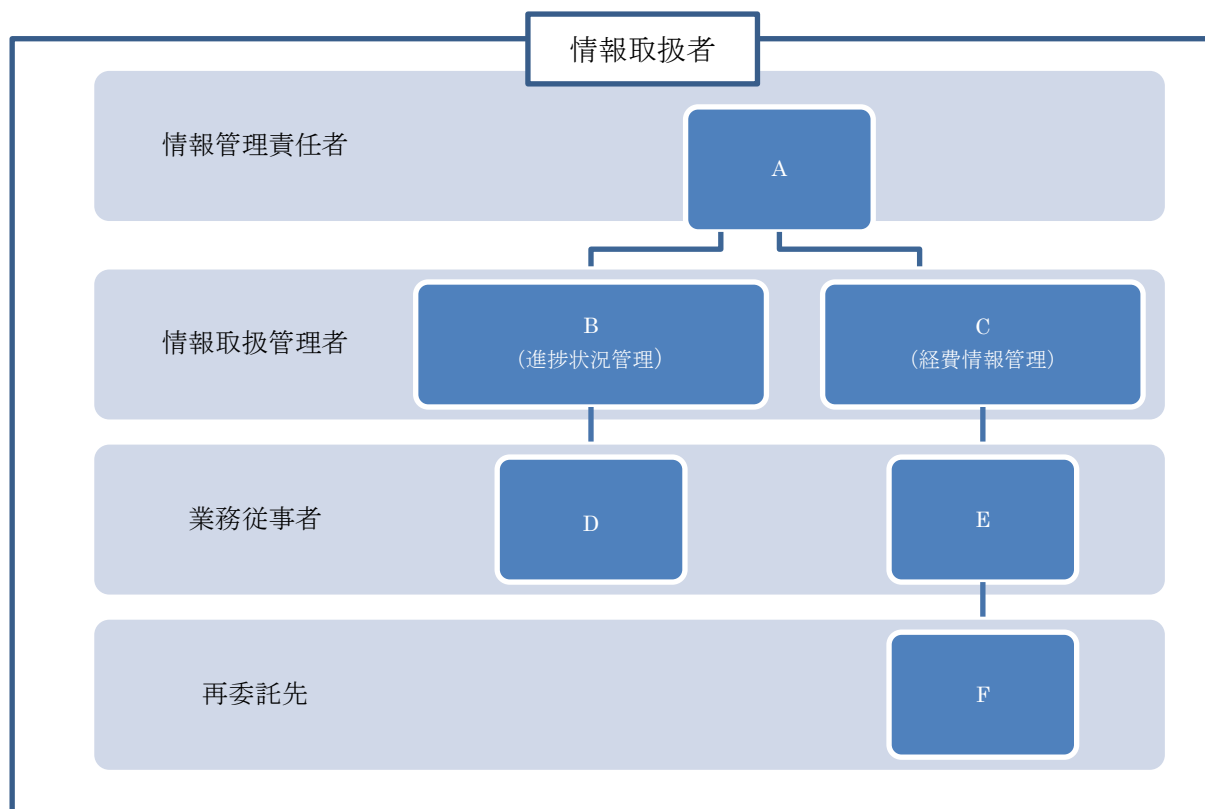 情報取扱者
情報管理責任者
A
情報取扱管理者
B
（進捗状況管理）
C
（経費情報管理）
業務従事者
D
E
再委託先
F